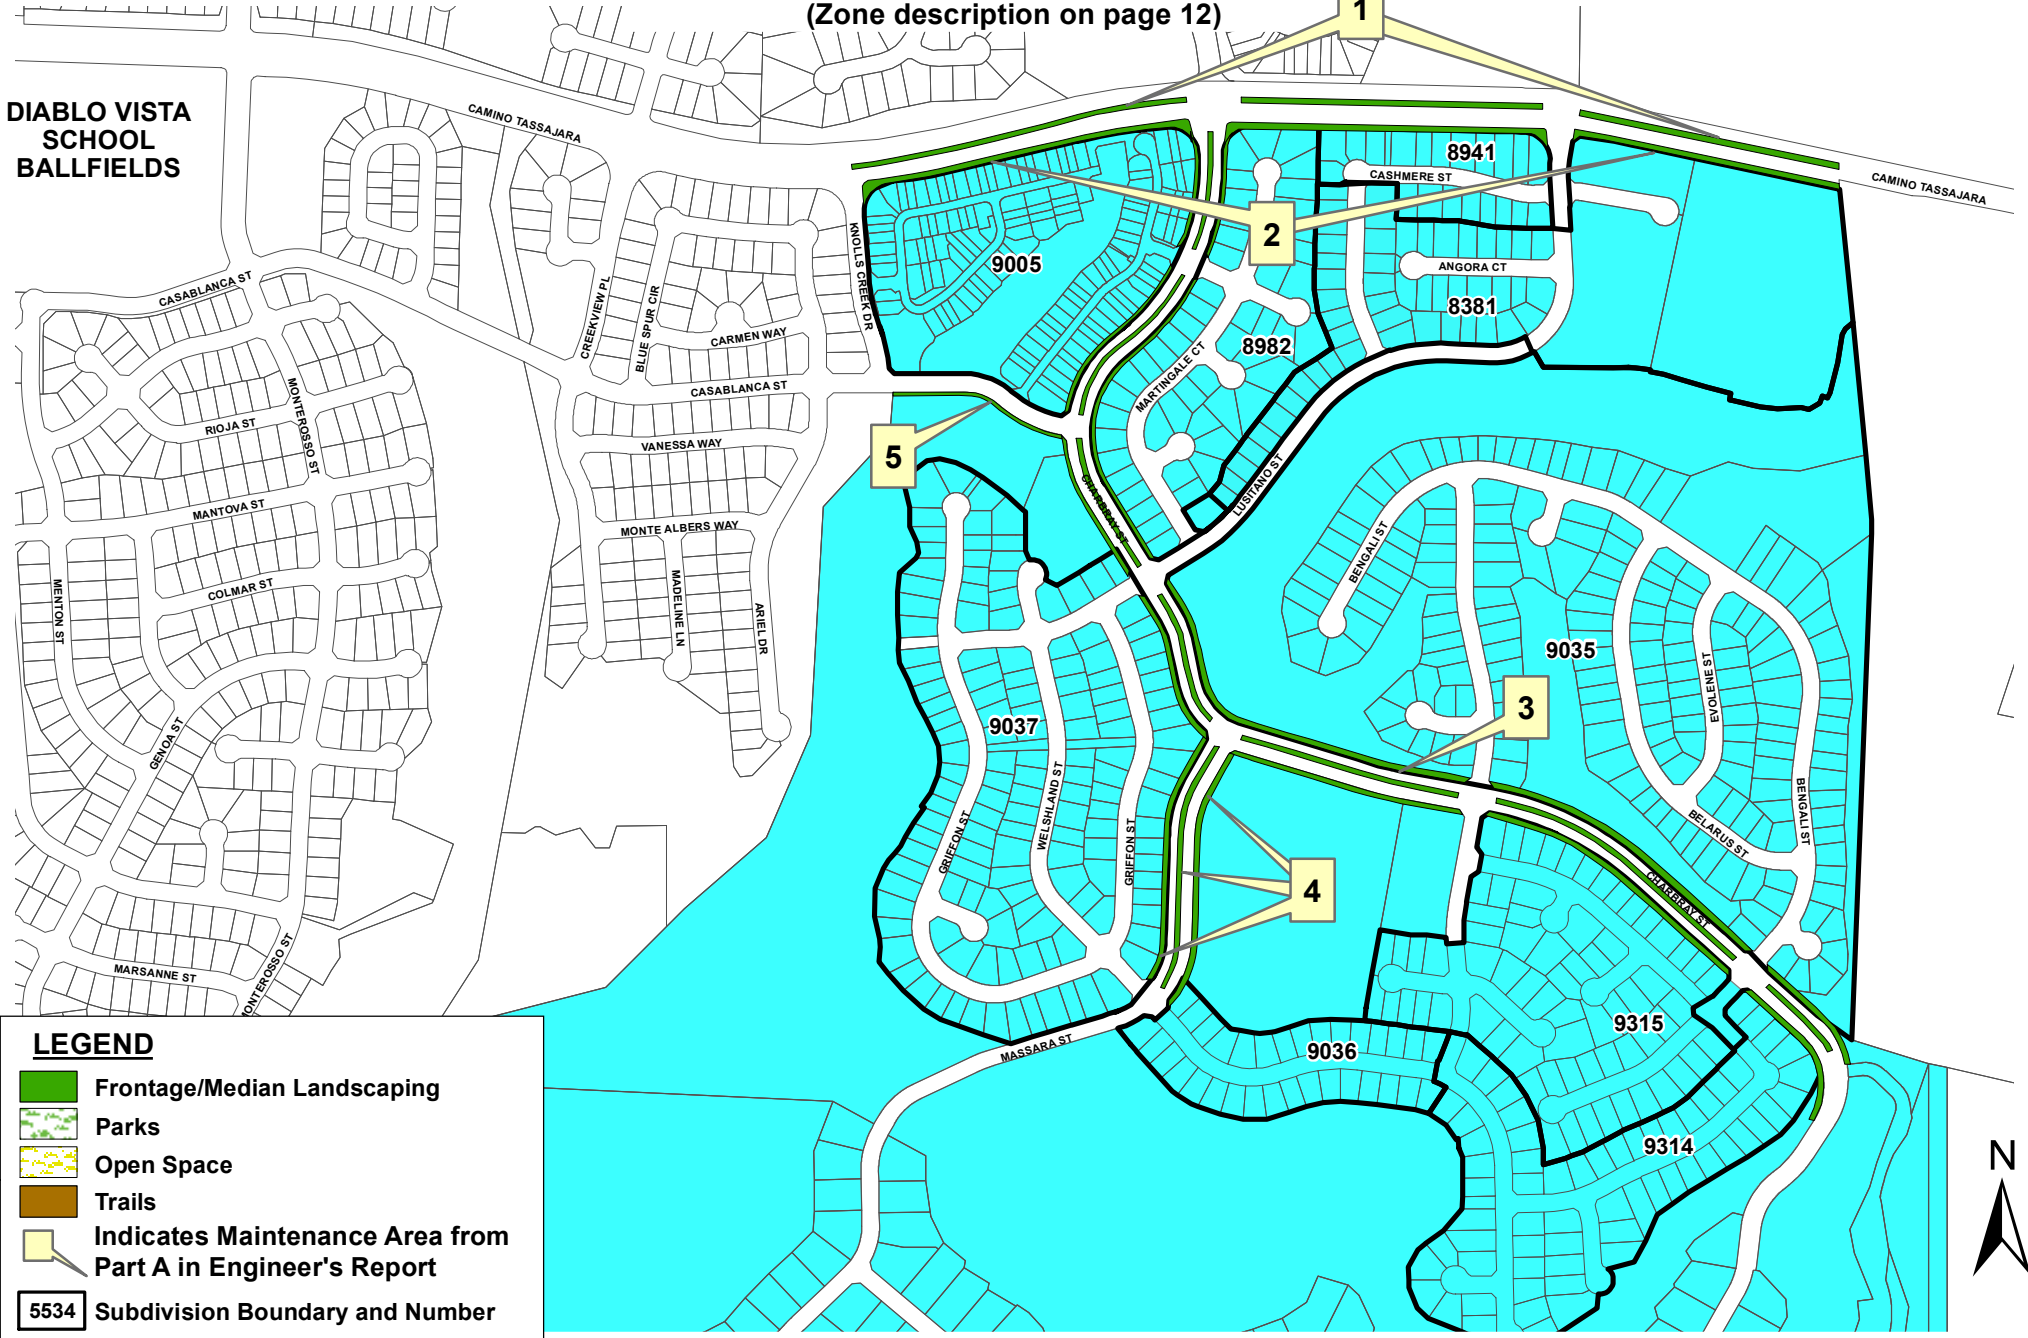 (Zone description on page 12)
1
DIABLO VISTA
SCHOOL
BALLFIELDS
CAMINO TASSAJARA
8941
CASHMERE ST
CAMINO TASSAJARA
2
KNOLLS CREEK DR
9005
ANGORA CT
8381
CASABLANCA ST
CREEKVIEW PL
BLUE SPUR CIR
CARMEN WAY
8982
MARTINGALE CT
CASABLANCA ST
MONTEROSSO ST
RIOJA ST
VANESSA WAY
5
LUSITANO ST
CHARBRAY ST
MANTOVA ST
MONTE ALBERS WAY
BENGALI ST
COLMAR ST
MENTON ST
MADELINE LN
ARIEL DR
9035
EVOLENE ST
3
9037
GENOA ST
WELSHLAND ST
GRIFFON ST
GRIFFON ST
BENGALI ST
BELARUS ST
4
CHARBRAY ST
MARSANNE ST
MONTEROSSO ST
9315
MASSARA ST
9036
9314
N
LEGEND
Frontage/Median Landscaping
Parks
Open Space
Trails
Indicates Maintenance Area from
Part A in Engineer's Report
5534 Subdivision Boundary and Number